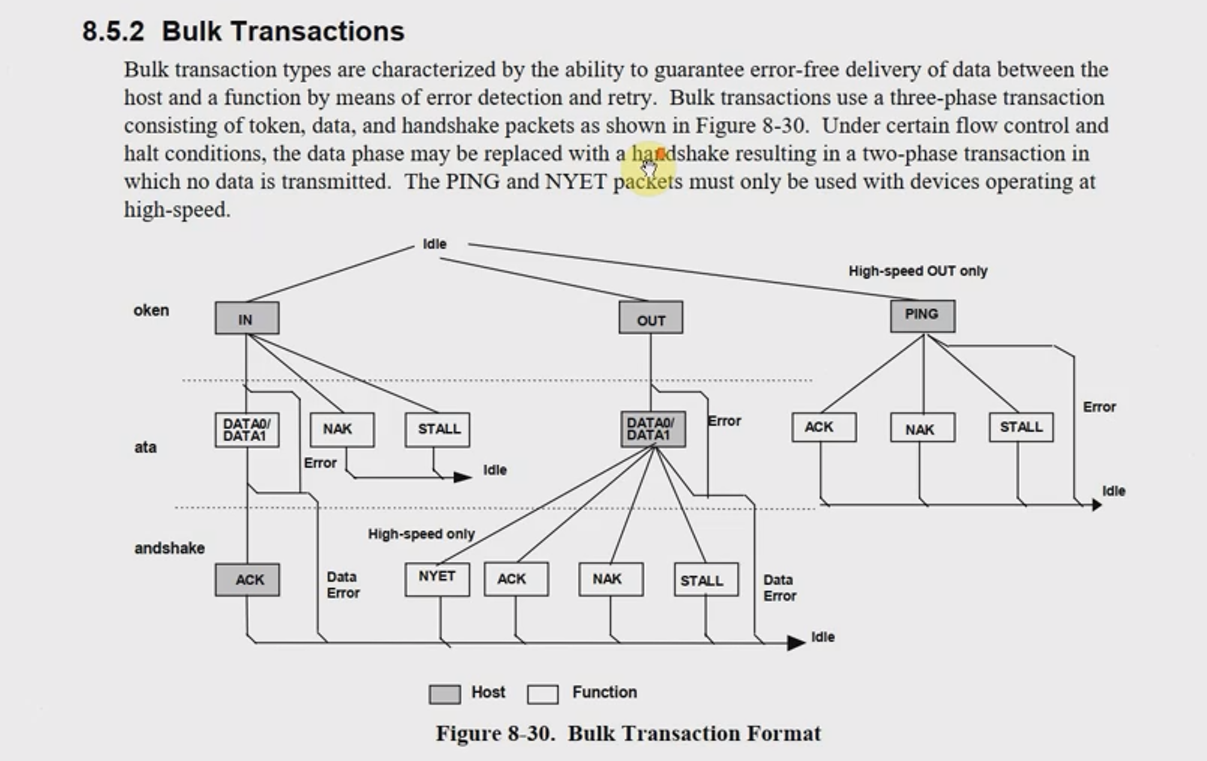 8.5.2 Bulk Transactions
Bulk transaction types are characterized by the ability to guarantee error-free delivery of data between the
host and a function by means of error detection and retry. Bulk transactions use a three-phase transaction
consisting of token, data, and handshake packets as shown in Figure 8-30. Under certain flow control and
halt conditions, the data phase may be replaced with a handshake resulting in a two-phase transaction in
which no data is transmitted. The PING and NYET packets must only be used with devices operating at
high-speed.
Idle
High-speed OUT only
oken
IN
OUT
PING
DATA0/
DATA1
NAK
STALL
DATA0/
DATA1
Error
ACK
NAK
STALL
Error
ata
Error
Idle
Idle
High-speed only
andshake
ACK
Data
Error
NYET
ACK
NAK
STALL
Data
Error
Idle
Host
Function
Figure 8-30. Bulk Transaction Format